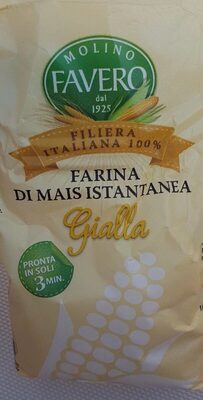 MOLINO
FAVERO
dal
1925
FILIERA
ITALIANA 100%
FARINA
DI MAIS ISTANTANEA
Gialla
PRONTA
IN SOLI
3 MIN.